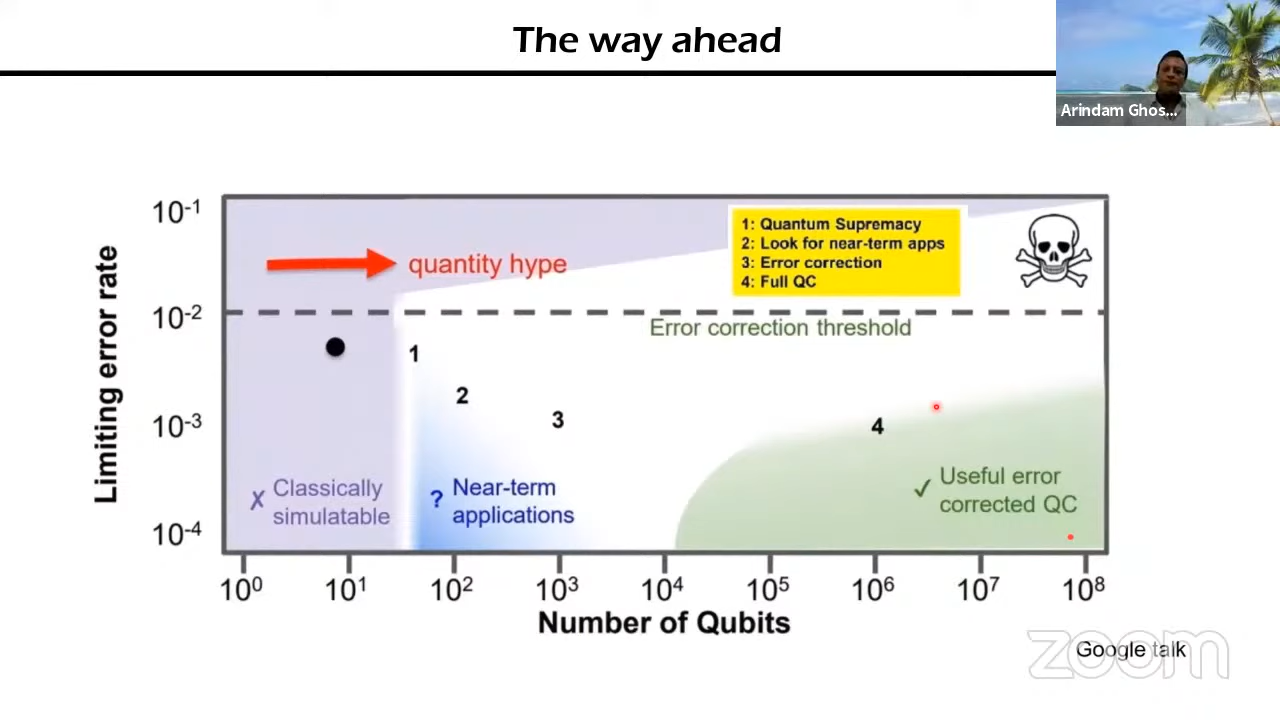 The way ahead
Arindam Ghos...
10-1
10-2
10-3
10-4
Limiting error rate
quantity hype
1: Quantum Supremacy
2: Look for near-term apps
3: Error correction
4: Full QC
Error correction threshold
1
2
3
4
✗ Classically
simulatable
? Near-term
applications
✓ Useful error
corrected QC
100 101 102 103 104 105 106 107 108
Number of Qubits
zoom
Google talk